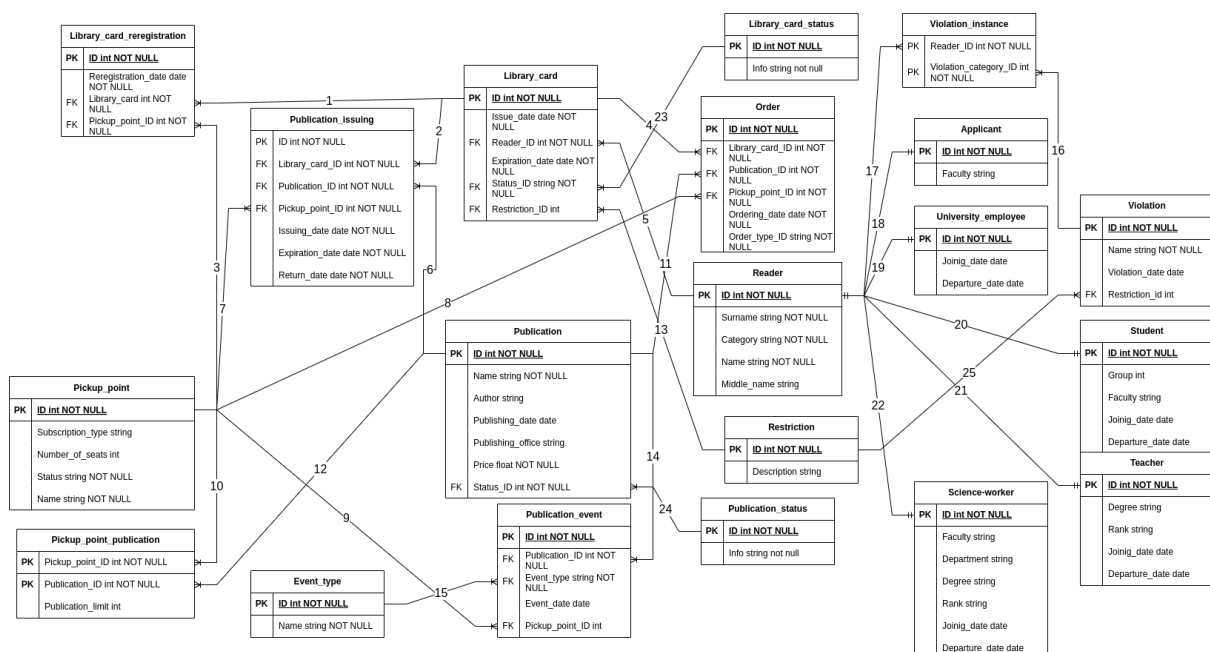 Library_card_reregistration
PK ID int NOT NULL
Reregistration_date date
NOT NULL
FK Library_card int NOT
NULL
FK Pickup_point_ID int NOT
NULL
Publication_issuing
PK ID int NOT NULL
FK Library_card_ID int NOT NULL
FK Publication_ID int NOT NULL
FK Pickup_point_ID int NOT NULL
Issuing_date date NOT NULL
Expiration_date date NOT NULL
Return_date date NOT NULL
Library_card
PK ID int NOT NULL
Issue_date date NOT
NULL
FK Reader_ID int NOT NULL
Expiration_date date NOT
NULL
FK Status_ID string NOT
NULL
FK Restriction_ID int
Library_card_status
PK ID int NOT NULL
Info string not null
Order
PK ID int NOT NULL
FK Library_card_ID int NOT
NULL
FK Publication_ID int NOT
NULL
FK Pickup_point_ID int NOT
NULL
Ordering_date date NOT
NULL
Order_type_ID string NOT
NULL
Violation_instance
PK Reader_ID int NOT NULL
PK Violation_category_ID int
NOT NULL
Applicant
PK ID int NOT NULL
Faculty string
University_employee
PK ID int NOT NULL
Joinig_date date
Departure_date date
Violation
PK ID int NOT NULL
Name string NOT NULL
Violation_date date
FK Restriction_id int
Reader
PK ID int NOT NULL
Surname string NOT NULL
Category string NOT NULL
Name string NOT NULL
Middle_name string
Student
PK ID int NOT NULL
Group int
Faculty string
Joinig_date date
Departure_date date
Publication
PK ID int NOT NULL
Name string NOT NULL
Author string
Publishing_date date
Publishing_office string
Price float NOT NULL
FK Status_ID int NOT NULL
Pickup_point
PK ID int NOT NULL
Subscription_type string
Number_of_seats int
Status string NOT NULL
Name string NOT NULL
Restriction
PK ID int NOT NULL
Description string
Teacher
PK ID int NOT NULL
Degree string
Rank string
Joinig_date date
Departure_date date
Science-worker
PK ID int NOT NULL
Faculty string
Department string
Degree string
Rank string
Joinig_date date
Departure_date date
Publication_status
PK ID int NOT NULL
Info string not null
Publication_event
PK ID int NOT NULL
FK Publication_ID int NOT
NULL
FK Event_type string NOT
NULL
Event_date date
FK Pickup_point_ID int
Pickup_point_publication
PK Pickup_point_ID int NOT NULL
PK Publication_ID int NOT NULL
Publication_limit int
Event_type
PK ID int NOT NULL
Name string NOT NULL
1
2
3
4
5
6
7
8
9
10
11
12
13
14
15
16
17
18
19
20
21
22
23
24
25